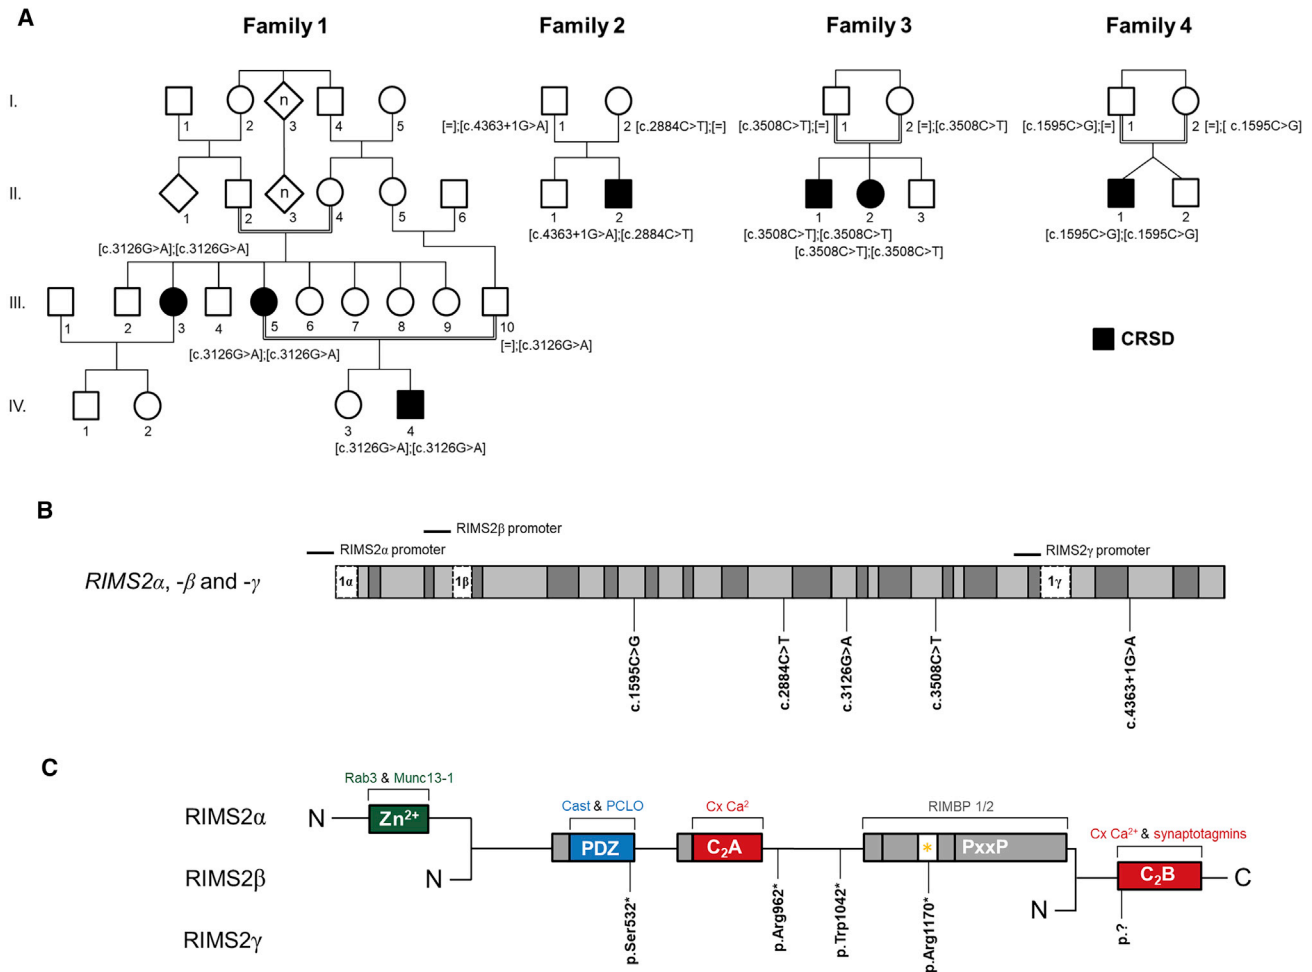 A
Family 1
Family 2
Family 3
Family 4
I.
n
1
2
3
4
5
[=];[c.4363+1G>A]
1
2
[c.2884C>T];[=]
[c.3508C>T];[=]
1
2
[=];[c.3508C>T]
[c.1595C>G];[=]
1
2
[=];[ c.1595C>G]
II.
n
1
2
3
4
5
6
1
2
[c.4363+1G>A];[c.2884C>T]
1
2
3
[c.3508C>T];[c.3508C>T]
[c.3508C>T];[c.3508C>T]
1
2
[c.1595C>G];[c.1595C>G]
[c.3126G>A];[c.3126G>A]
III.
1
2
3
4
5
6
7
8
9
10
[c.3126G>A];[c.3126G>A]
[=];[c.3126G>A]
CRSD
IV.
1
2
3
4
[c.3126G>A];[c.3126G>A]
B
RIMS2β promoter
RIMS2α promoter
RIMS2γ promoter
RIMS2α, -β and -γ
1α
1β
1γ
c.1595C>G
c.2884C>T
c.3126G>A
c.3508C>T
c.4363+1G>A
C
Rab3 & Munc13-1
Cast & PCLO
Cx Ca²
RIMBP 1/2
Cx Ca²⁺ & synaptotagmins
RIMS2α
N
Zn²⁺
PDZ
C₂A
*
PxxP
C₂B
C
RIMS2β
N
N
RIMS2γ
p.Ser532*
p.Arg962*
p.Trp1042*
p.Arg1170*
p.?